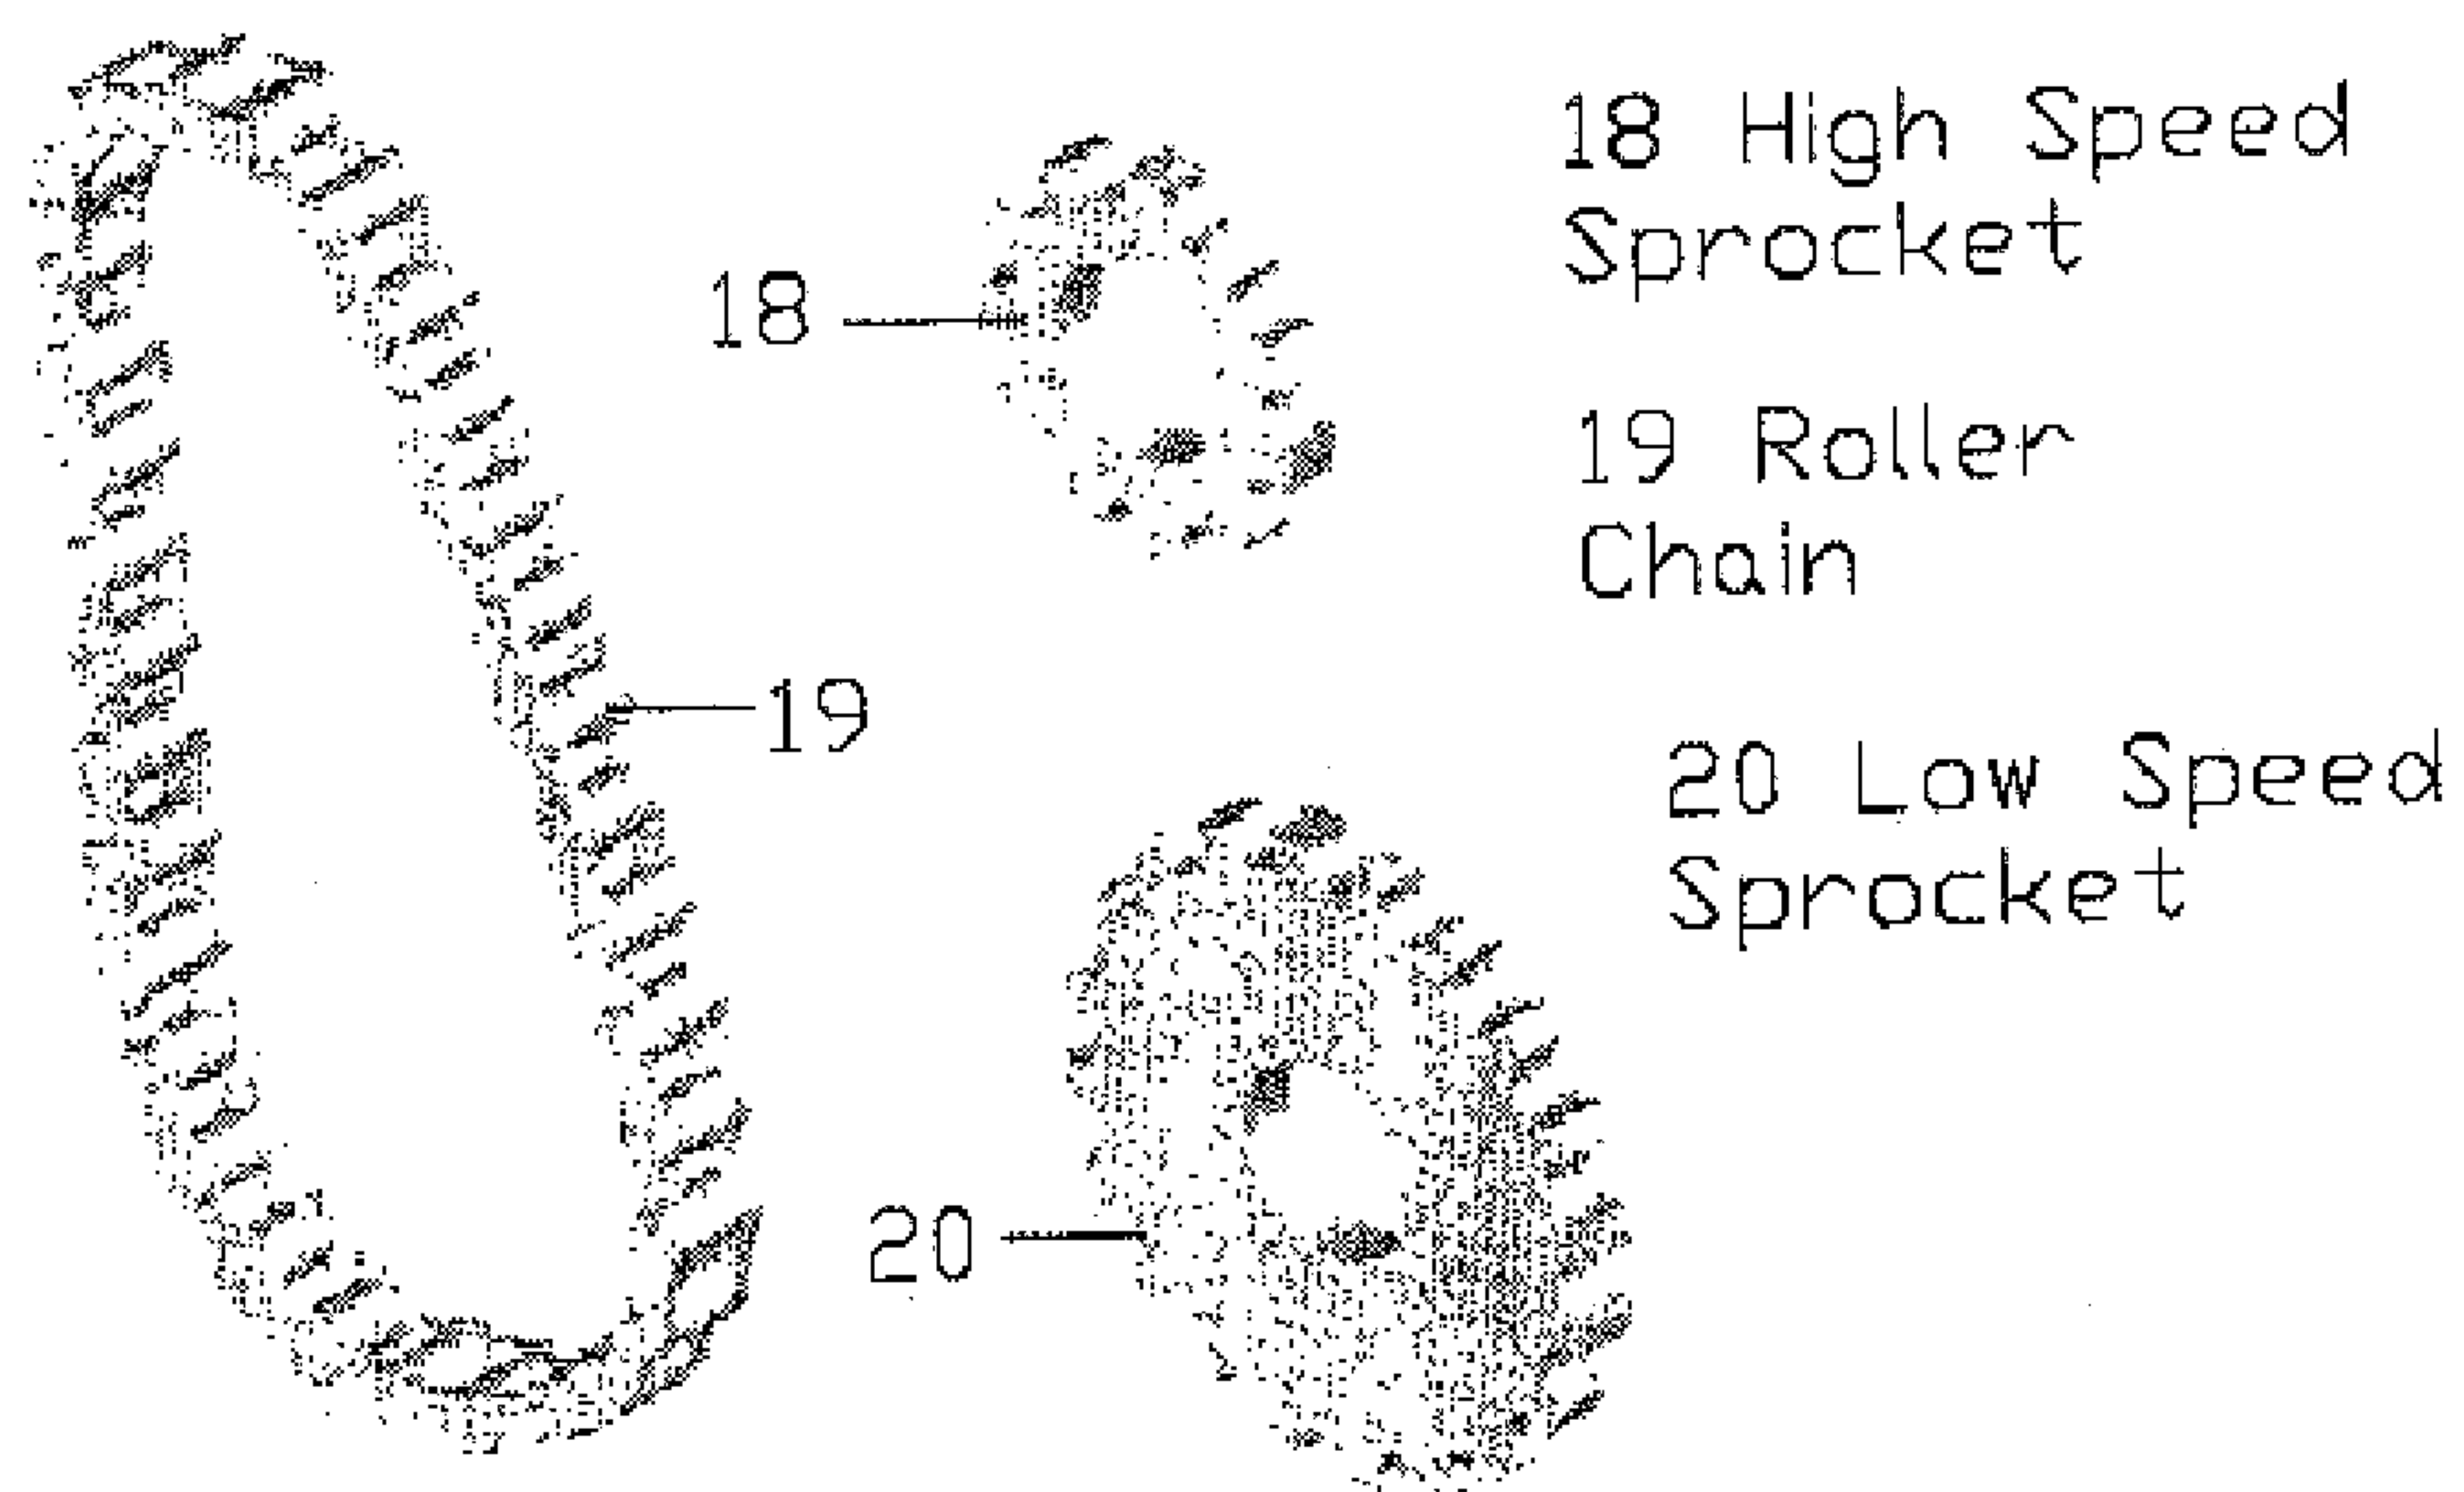 18 High Speed
Sprocket
18
19 Roller
Chain
19
20 Low Speed
Sprocket
20